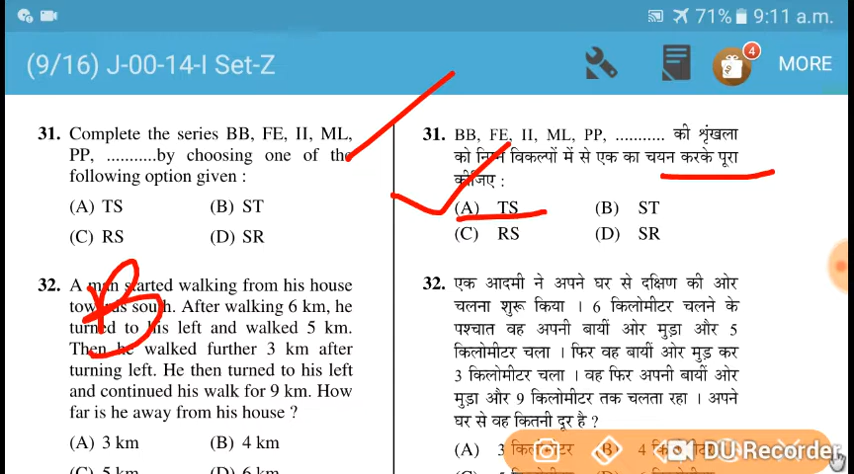 71% 9:11 a.m.
(9/16) J-00-14-I Set-Z
4
MORE
31. Complete the series BB, FE, II, ML,
PP, ...........by choosing one of the
following option given :
(A) TS (B) ST
(C) RS (D) SR
32. A man started walking from his house
towards south. After walking 6 km, he
turned to his left and walked 5 km.
Then he walked further 3 km after
turning left. He then turned to his left
and continued his walk for 9 km. How
far is he away from his house ?
(A) 3 km (B) 4 km
(C) 5 km (D) 6 km
31. BB, FE, II, ML, PP, ........... की शृंखला
को निम्न विकल्पों में से एक का चयन करके पूरा
कीजिए :
(A) TS (B) ST
(C) RS (D) SR
32. एक आदमी ने अपने घर से दक्षिण की ओर
चलना शुरू किया । 6 किलोमीटर चलने के
पश्चात वह अपनी बायीं ओर मुड़ा और 5
किलोमीटर चला । फिर वह बायीं ओर मुड़ कर
3 किलोमीटर चला । वह फिर अपनी बायीं ओर
मुड़ा और 9 किलोमीटर तक चलता रहा । अपने
घर से वह कितनी दूर है ?
(A) 3 (B) 4
DU Recorder
B